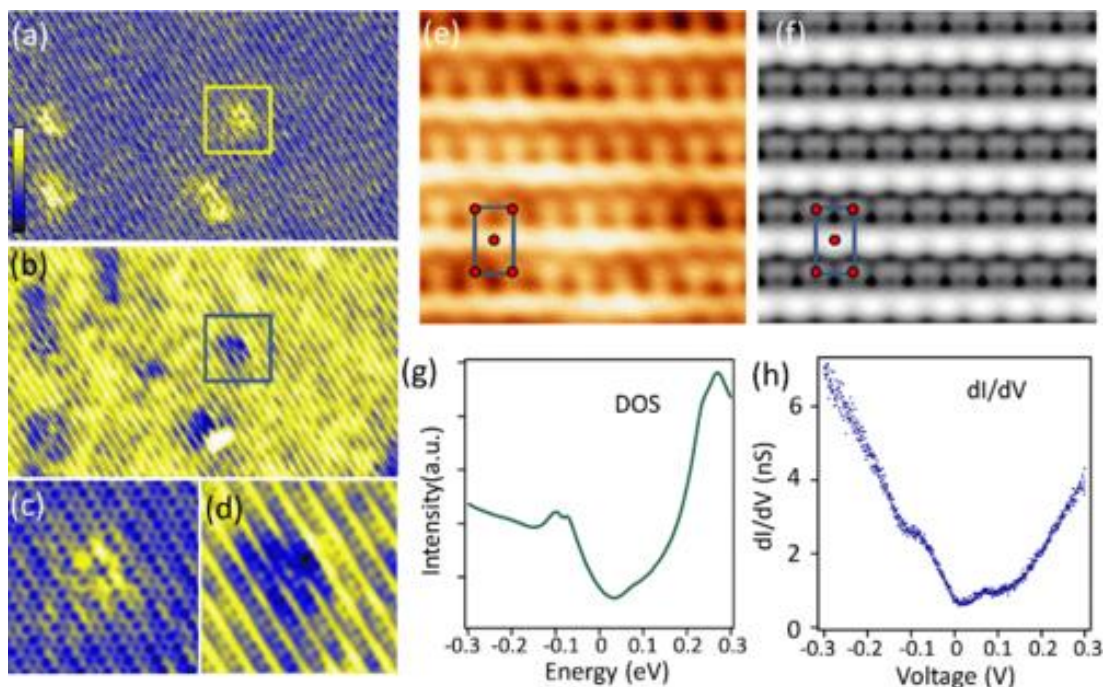 (a)
(b)
(c)
(d)
(e)
(f)
(g)
DOS
Intensity(a.u.)
-0.3 -0.2 -0.1 0 0.1 0.2 0.3
Energy (eV)
(h)
dI/dV
dI/dV (nS)
6
4
2
0
-0.3 -0.2 -0.1 0 0.1 0.2 0.3
Voltage (V)